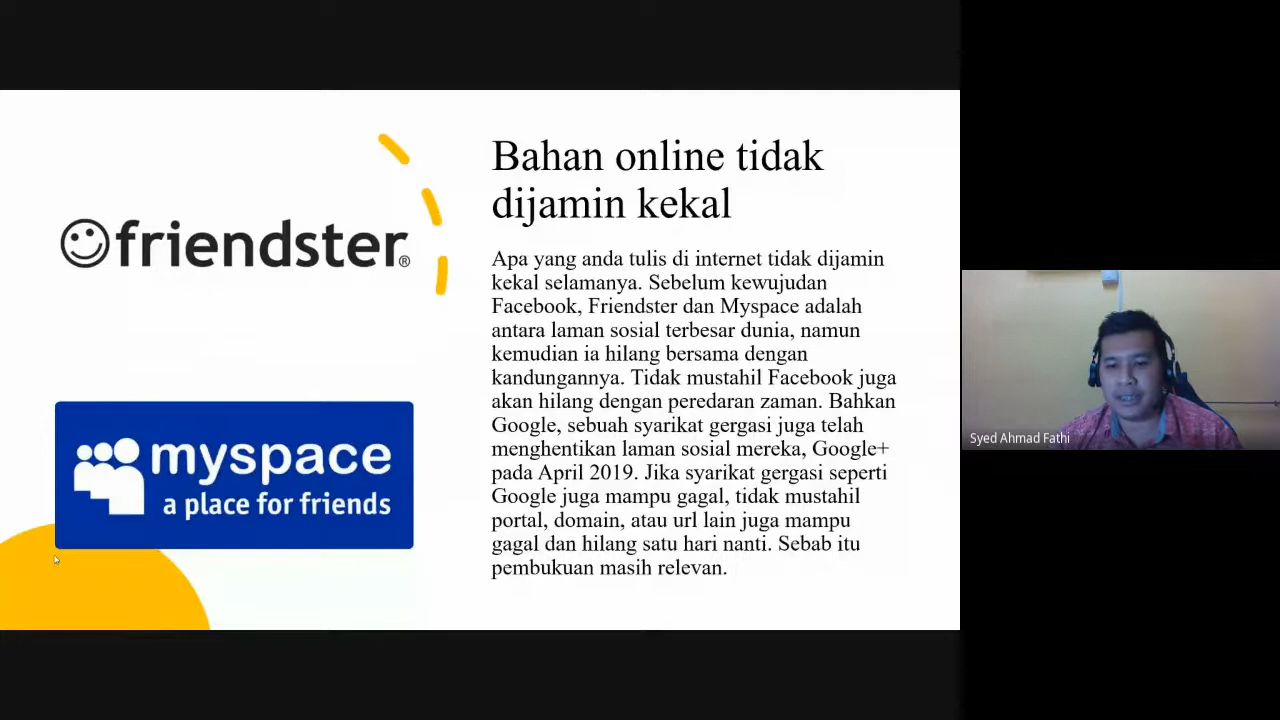 friendster®
myspace
a place for friends
Bahan online tidak
dijamin kekal
Apa yang anda tulis di internet tidak dijamin
kekal selamanya. Sebelum kewujudan
Facebook, Friendster dan Myspace adalah
antara laman sosial terbesar dunia, namun
kemudian ia hilang bersama dengan
kandungannya. Tidak mustahil Facebook juga
akan hilang dengan peredaran zaman. Bahkan
Google, sebuah syarikat gergasi juga telah
menghentikan laman sosial mereka, Google+
pada April 2019. Jika syarikat gergasi seperti
Google juga mampu gagal, tidak mustahil
portal, domain, atau url lain juga mampu
gagal dan hilang satu hari nanti. Sebab itu
pembukuan masih relevan.
Syed Ahmad Fathi